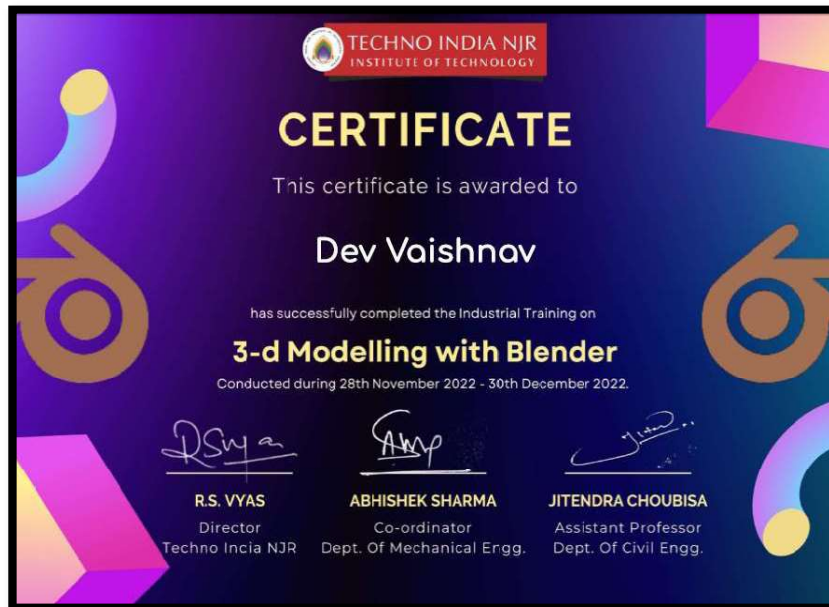 TECHNO INDIA NJR
INSTITUTE OF TECHNOLOGY
CERTIFICATE
This certificate is awarded to
Dev Vaishnav
has successfully completed the Industrial Training on
3-d Modelling with Blender
Conducted during 28th November 2022 - 30th December 2022.
R.S. VYAS
Director
Techno Incia NJR
ABHISHEK SHARMA
Co-ordinator
Dept. Of Mechanical Engg.
JITENDRA CHOUBISA
Assistant Professor
Dept. Of Civil Engg.